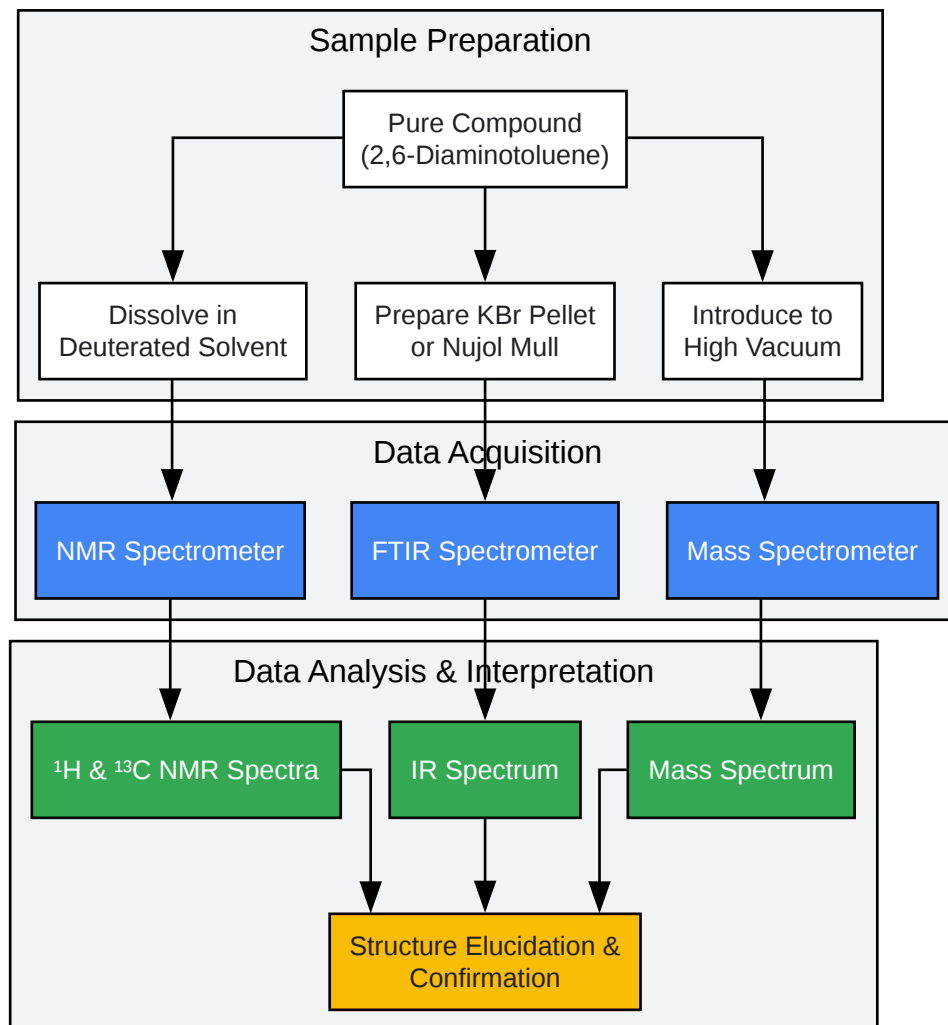 Sample Preparation
Pure Compound
(2,6-Diaminotoluene)
Dissolve in
Deuterated Solvent
Prepare KBr Pellet
or Nujol Mull
Introduce to
High Vacuum
Data Acquisition
NMR Spectrometer
FTIR Spectrometer
Mass Spectrometer
Data Analysis & Interpretation
¹H & ¹³C NMR Spectra
IR Spectrum
Mass Spectrum
Structure Elucidation &
Confirmation